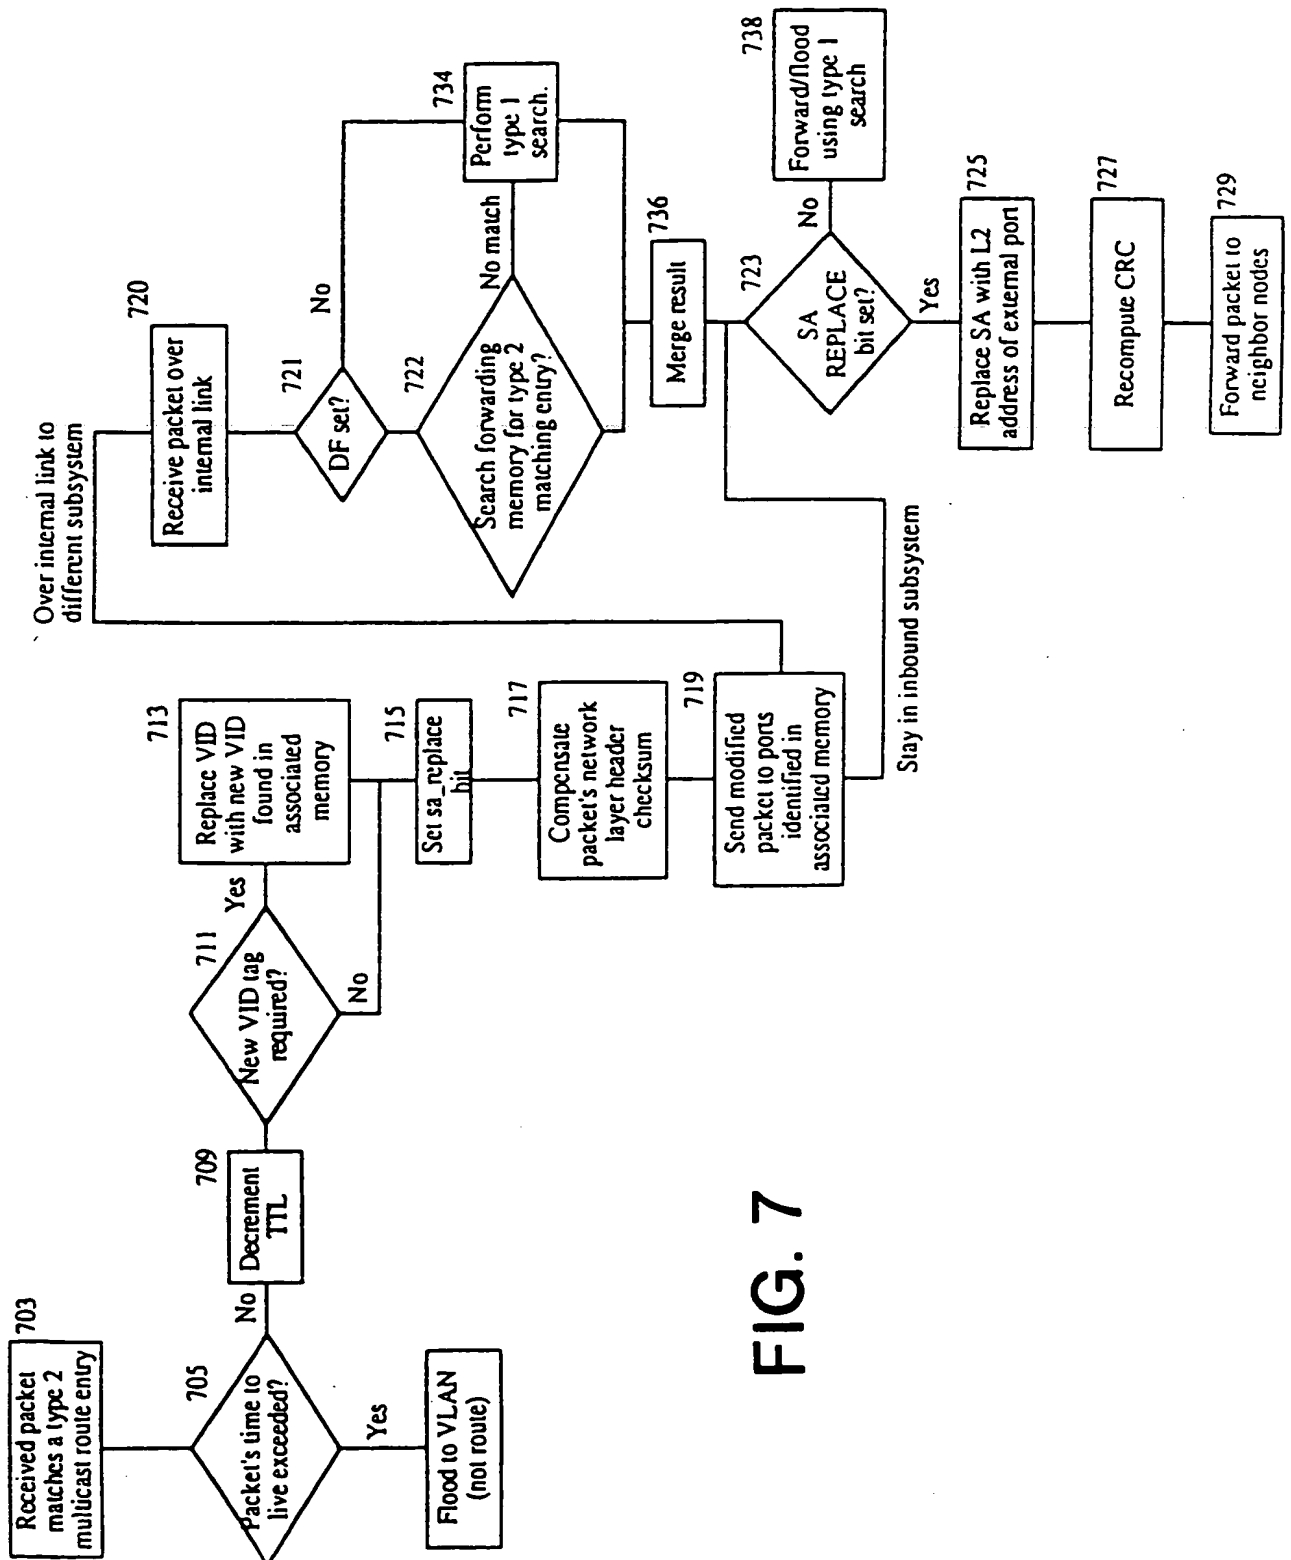 703
Received packet
matches a type 2
multicast route entry
705
Packet's time to
live exceeded?
Yes
Flood to VLAN
(not route)
No
709
Decrement
TTL
711
New VID tag
required?
Yes
No
713
Replace VID
with new VID
found in
associated
memory
715
Set sa_replace
bit
717
Compensate
packet's network
layer header
checksum
719
Send modified
packet to ports
identified in
associated memory
Over internal link to
different subsystem
Stay in inbound subsystem
720
Receive packet over
internal link
721
DF set?
No
722
Search forwarding
memory for type 2
matching entry?
No match
734
Perform
type 1
search.
736
Merge result
723
SA
REPLACE
bit set?
No
738
Forward/flood
using type 1
search
Yes
725
Replace SA with L2
address of external port
727
Recompute CRC
729
Forward packet to
neighbor nodes
FIG. 7